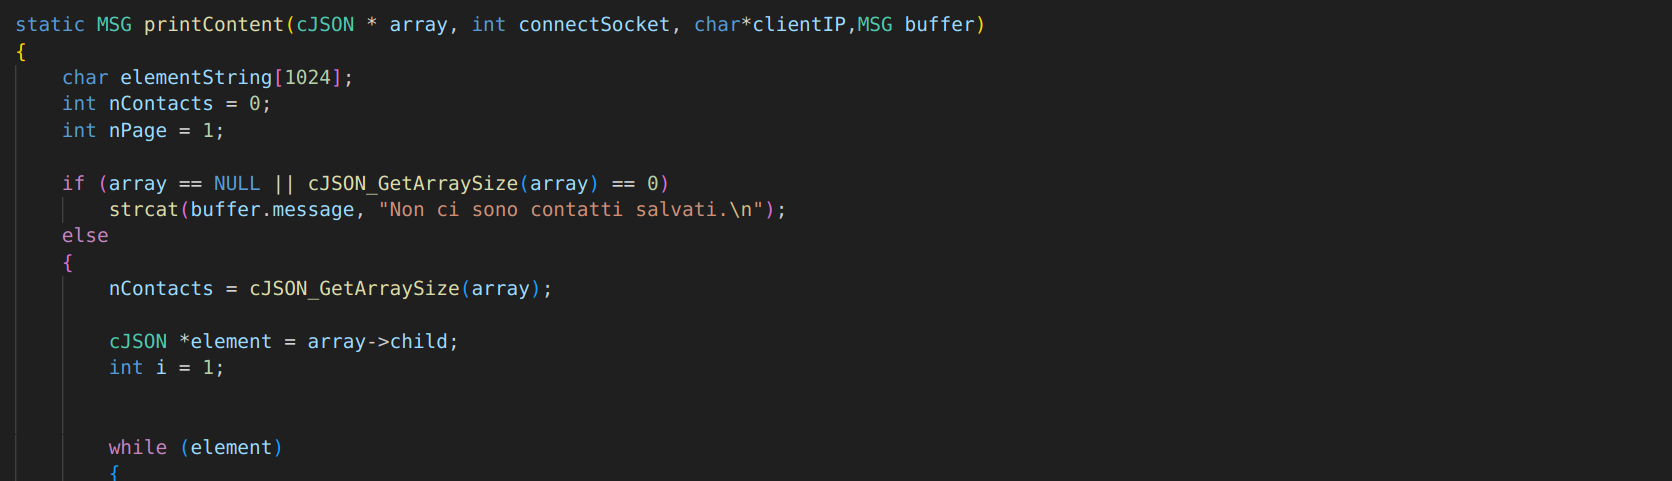 static MSG printContent(cJSON * array, int connectSocket, char*clientIP,MSG buffer)
{
    char elementString[1024];
    int nContacts = 0;
    int nPage = 1;

    if (array == NULL || cJSON_GetArraySize(array) == 0)
        strcat(buffer.message, "Non ci sono contatti salvati.\n");
    else
    {
        nContacts = cJSON_GetArraySize(array);

        cJSON *element = array->child;
        int i = 1;


        while (element)
        {